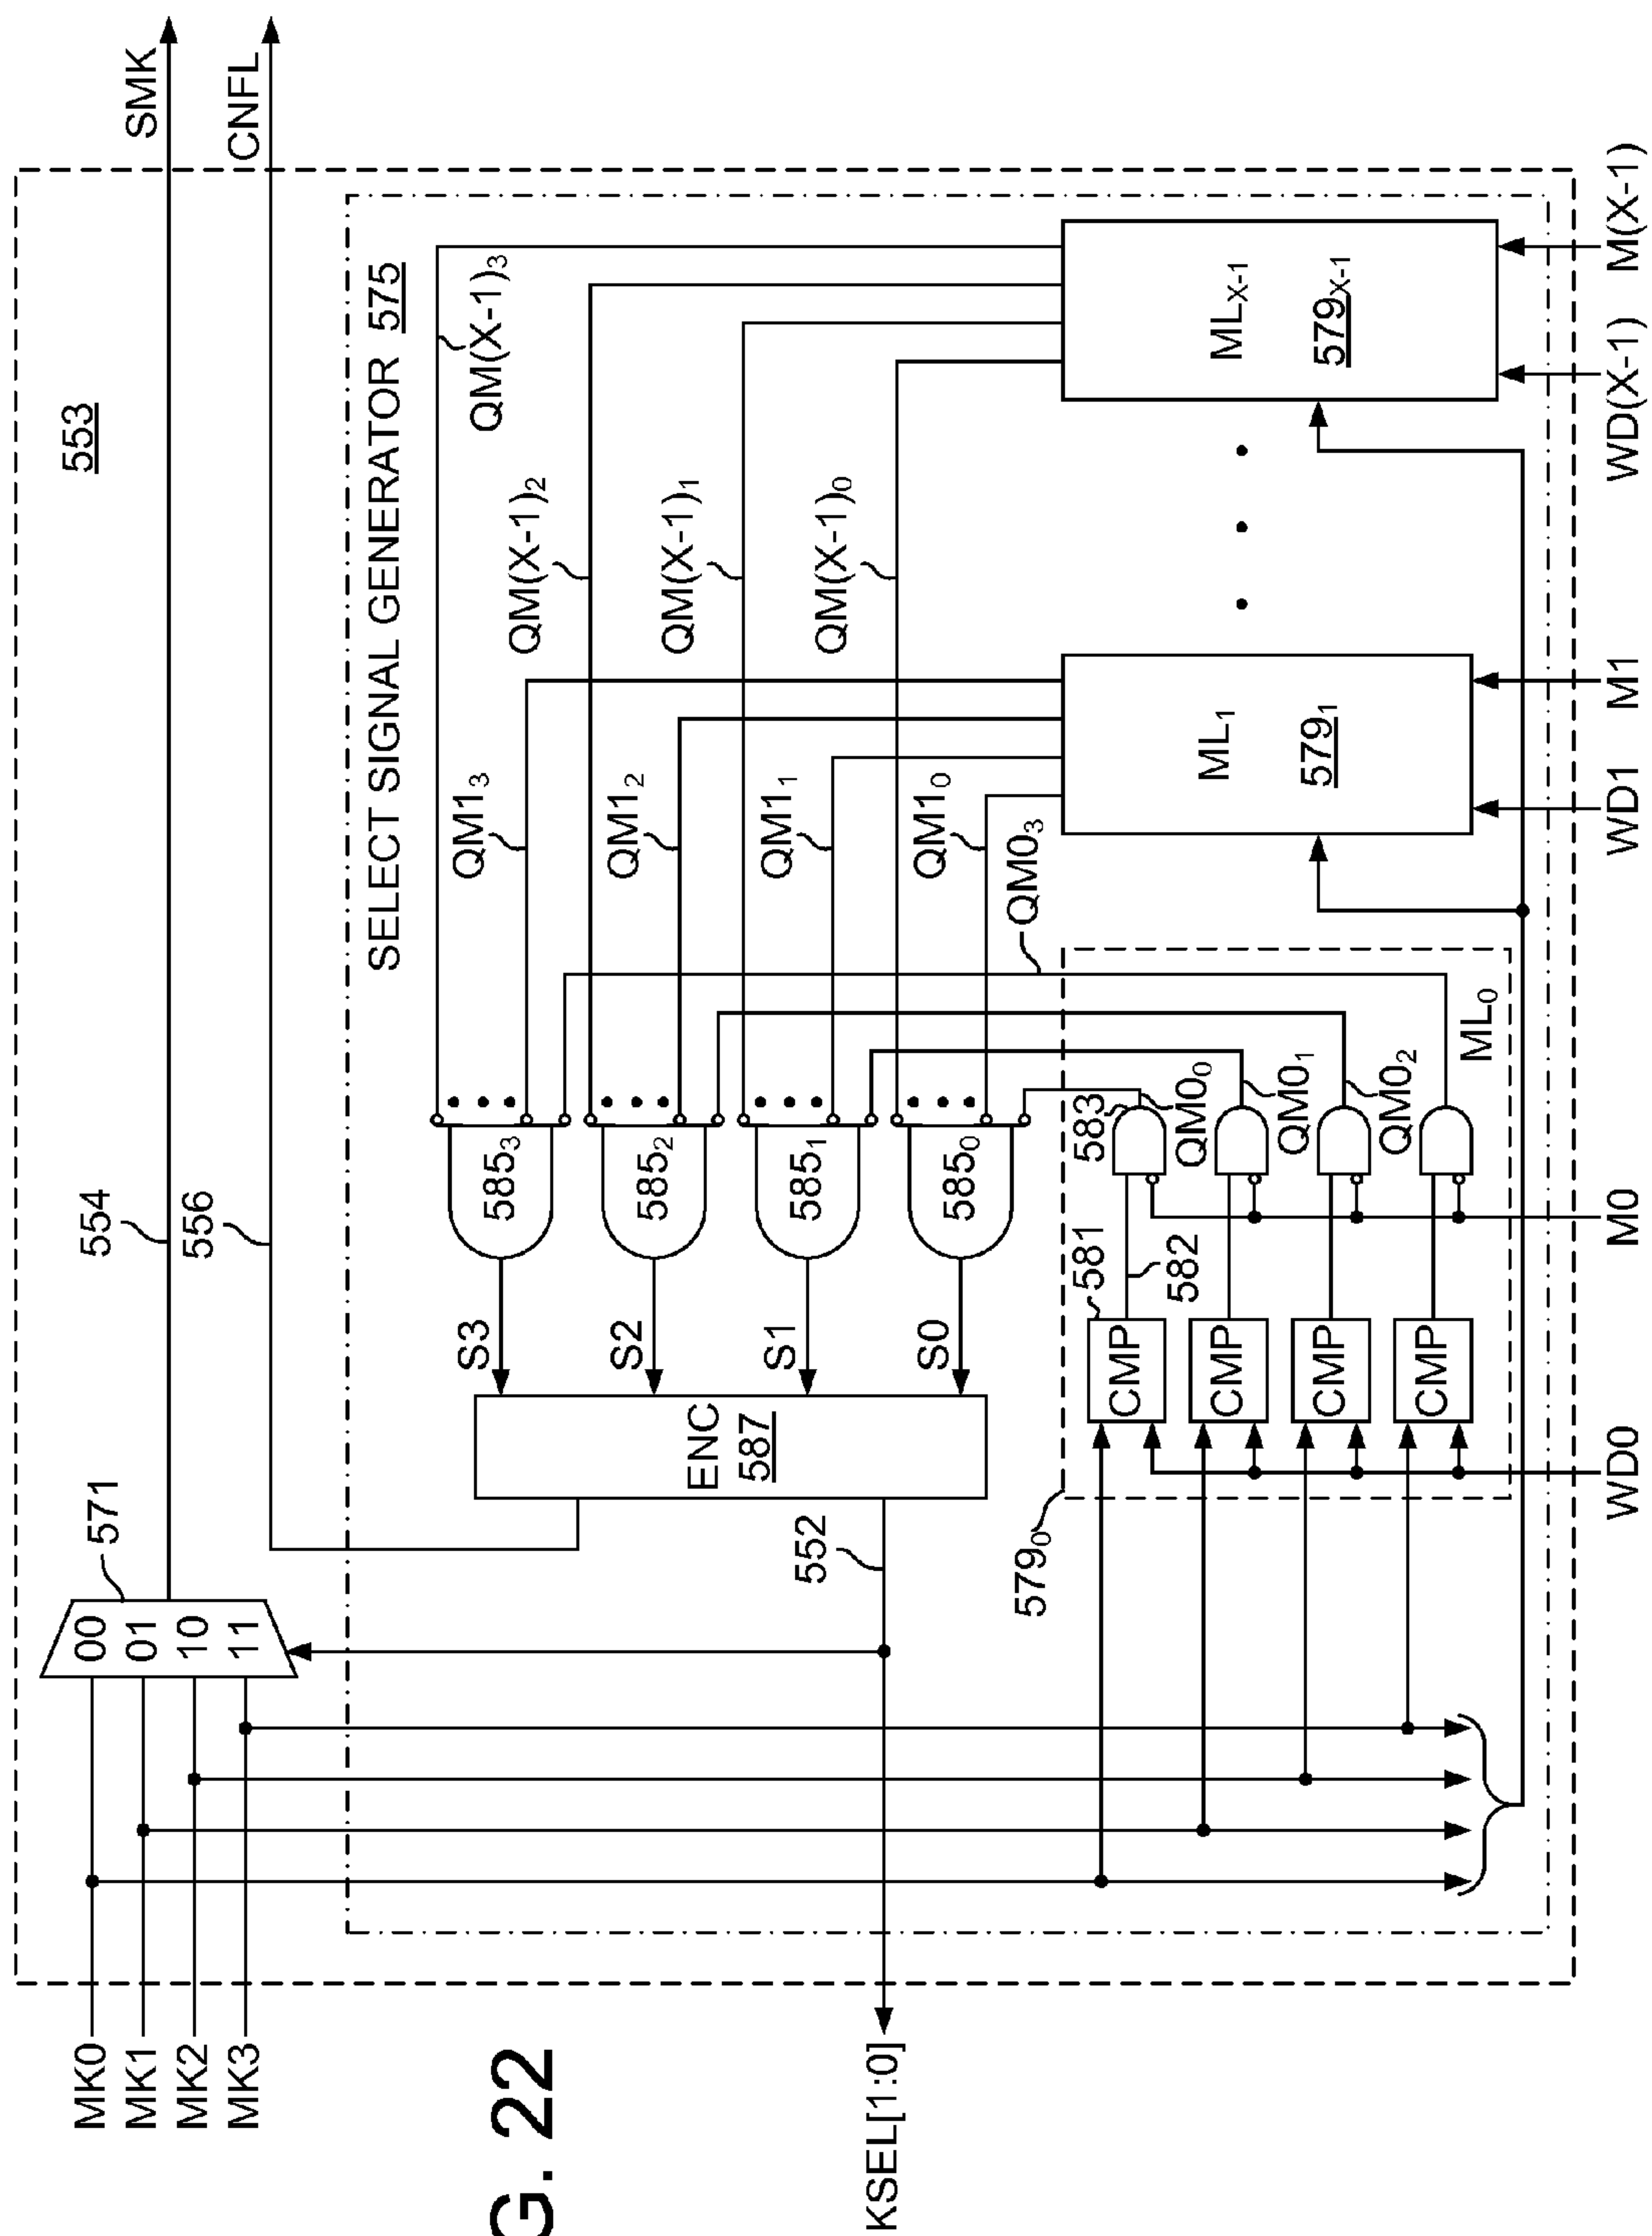 553
SMK
CNFL
554
556
571
00
01
10
11
MK0
MK1
MK2
MK3
SELECT SIGNAL GENERATOR 575
QM(X-1)₃
QM(X-1)₂
QM(X-1)₁
QM(X-1)₀
QM1₃
QM1₂
QM1₁
QM1₀
QM0₃
585₃
585₂
585₁
585₀
S3
S2
S1
S0
ENC
587
552
KSEL[1:0]
579₀
581
582
583
CMP
CMP
CMP
CMP
QM0₀
QM0₁
QM0₂
ML₀
ML₁
579₁
MLX-1
579X-1
WD0
M0
WD1
M1
WD(X-1)
M(X-1)
G. 22